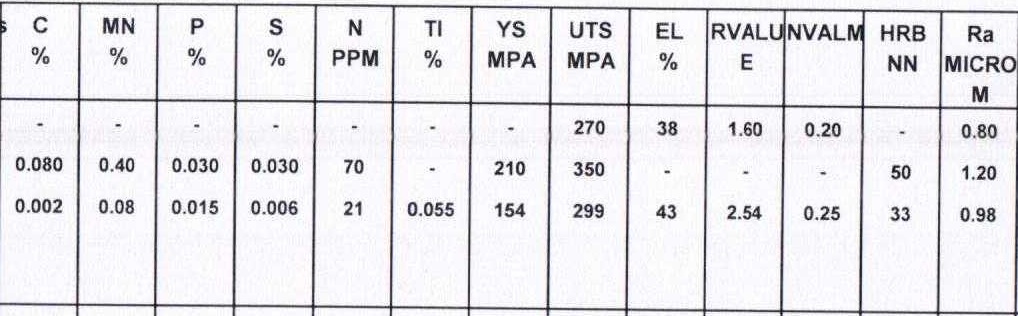 s C MN P S N TI YS UTS EL RVALU NVALM HRB Ra
% % % % PPM % MPA MPA % E NN MICRO
M
- - - - - - - 270 38 1.60 0.20 - 0.80
0.080 0.40 0.030 0.030 70 - 210 350 - - - 50 1.20
0.002 0.08 0.015 0.006 21 0.055 154 299 43 2.54 0.25 33 0.98